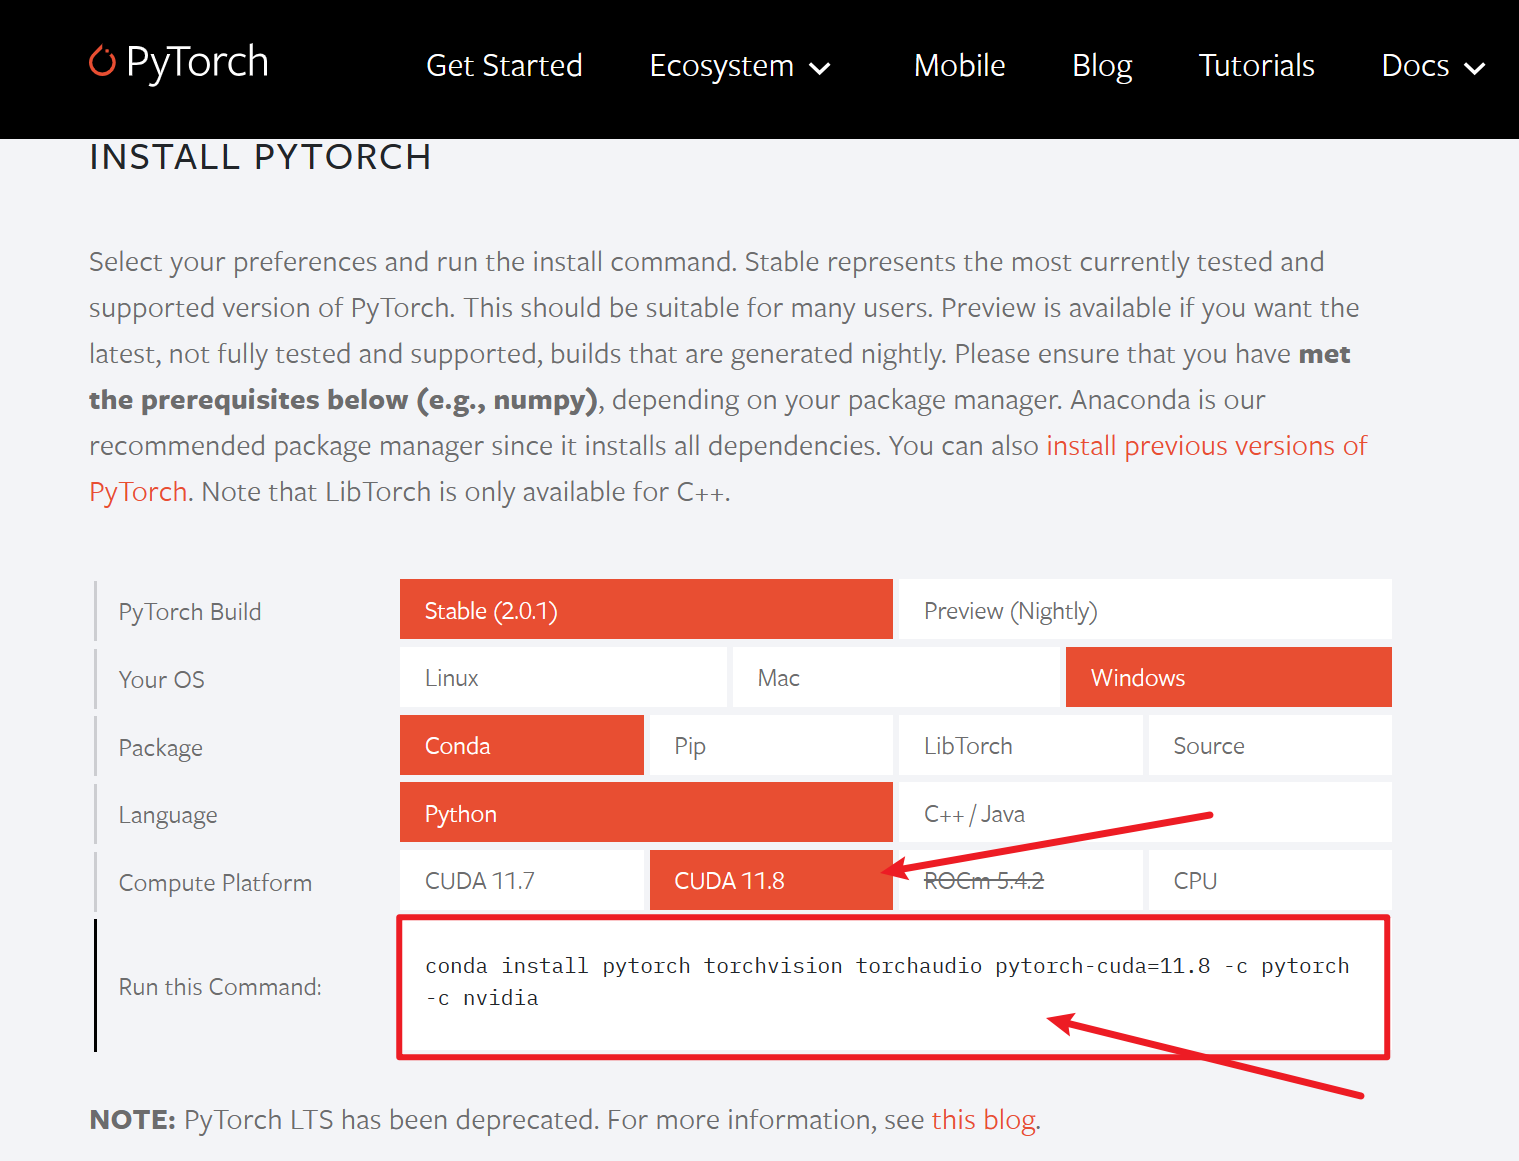 PyTorch Get Started Ecosystem Mobile Blog Tutorials Docs
INSTALL PYTORCH
Select your preferences and run the install command. Stable represents the most currently tested and
supported version of PyTorch. This should be suitable for many users. Preview is available if you want the
latest, not fully tested and supported, builds that are generated nightly. Please ensure that you have met
the prerequisites below (e.g., numpy), depending on your package manager. Anaconda is our
recommended package manager since it installs all dependencies. You can also install previous versions of
PyTorch. Note that LibTorch is only available for C++.
PyTorch Build Stable (2.0.1) Preview (Nightly)
Your OS Linux Mac Windows
Package Conda Pip LibTorch Source
Language Python C++ / Java
Compute Platform CUDA 11.7 CUDA 11.8 ROCm 5.4.2 CPU
Run this Command:
conda install pytorch torchvision torchaudio pytorch-cuda=11.8 -c pytorch
-c nvidia
NOTE: PyTorch LTS has been deprecated. For more information, see this blog.